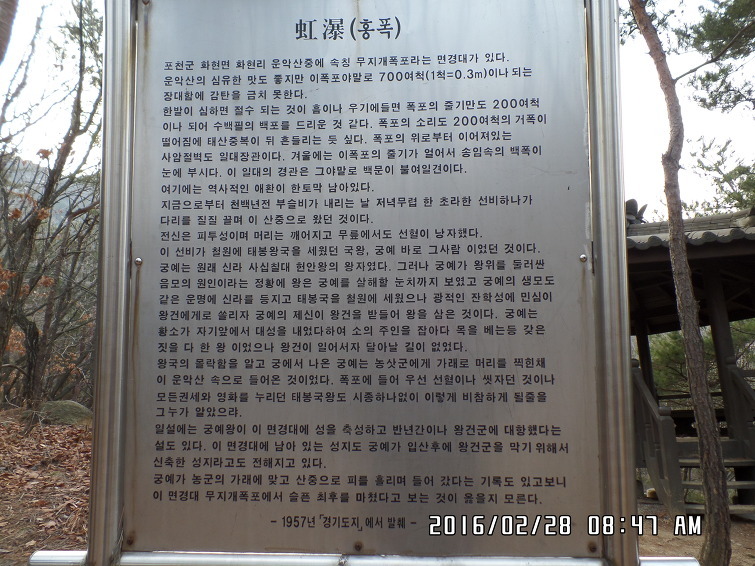 虹瀑(홍폭)
포천군 화현면 화현리 운악산중에 속칭 무지개폭포라는 면경대가 있다.
운악산의 심유한 맛도 좋지만 이폭포야말로 700여척(1척=0.3m)이나 되는
장대함에 감탄을 금치 못한다.
한발이 심하면 절수 되는 것이 흠이나 우기에들면 폭포의 줄기만도 200여척
이나 되어 수백필의 백포를 드리운 것 같다. 폭포의 소리도 200여척의 거폭이
떨어짐에 태산중복이 뒤 흔들리는 듯 싶다. 폭포의 위로부터 이어져있는
사암절벽도 일대장관이다. 겨울에는 이폭포의 줄기가 얼어서 송림속의 백폭이
눈에 부시다. 이 일대의 경관은 그야말로 백문이 불여일견이다.
여기에는 역사적인 애환이 한토막 남아있다.
지금으로부터 천백년전 부슬비가 내리는 날 저녁무렵 한 초라한 선비하나가
다리를 질질 끌며 이 산중으로 왔던 것이다.
전신은 피투성이며 머리는 깨어지고 무릎에서도 선혈이 낭자했다.
이 선비가 철원에 태봉왕국을 세웠던 국왕, 궁예 바로 그사람 이었던 것이다.
궁예는 원래 신라 사십칠대 헌안왕의 왕자였다. 그러나 궁예가 왕위를 둘러싼
음모의 원인이라는 정황에 왕은 궁예를 살해할 눈치까지 보였고 궁예의 생모도
같은 운명에 신라를 등지고 태봉국을 철원에 세웠으나 광적인 잔학성에 민심이
왕건에게로 쏠리자 궁예의 제신이 왕건을 받들어 왕을 삼은 것이다. 궁예는
황소가 자기앞에서 대성을 내었다하여 소의 주인을 잡아다 목을 베는등 갖은
짓을 다 한 왕 이었으나 왕건이 일어서자 달아날 길이 없었다.
왕국의 몰락함을 알고 궁에서 나온 궁예는 농삿군에게 가래로 머리를 찍힌채
이 운악산 속으로 들어온 것이었다. 폭포에 들어 우선 선혈이나 씻자던 것이나
모든권세와 영화를 누리던 태봉국왕도 시종하나없이 이렇게 비참하게 될줄을
그누가 알았으랴.
일설에는 궁예왕이 이 면경대에 성을 축성하고 반년간이나 왕건군에 대항했다는
설도 있다. 이 면경대에 남아 있는 성지도 궁예가 입산후에 왕건군을 막기 위해서
신축한 성지라고도 전해지고 있다.
궁예가 농군의 가래에 맞고 산중으로 피를 흘리며 들어 갔다는 기록도 있고보니
이 면경대 무지개폭포에서 슬픈 최후를 마쳤다고 보는 것이 옳을지 모른다.
- 1957년「경기도지」에서 발췌 -
2016/02/28 08:47 AM